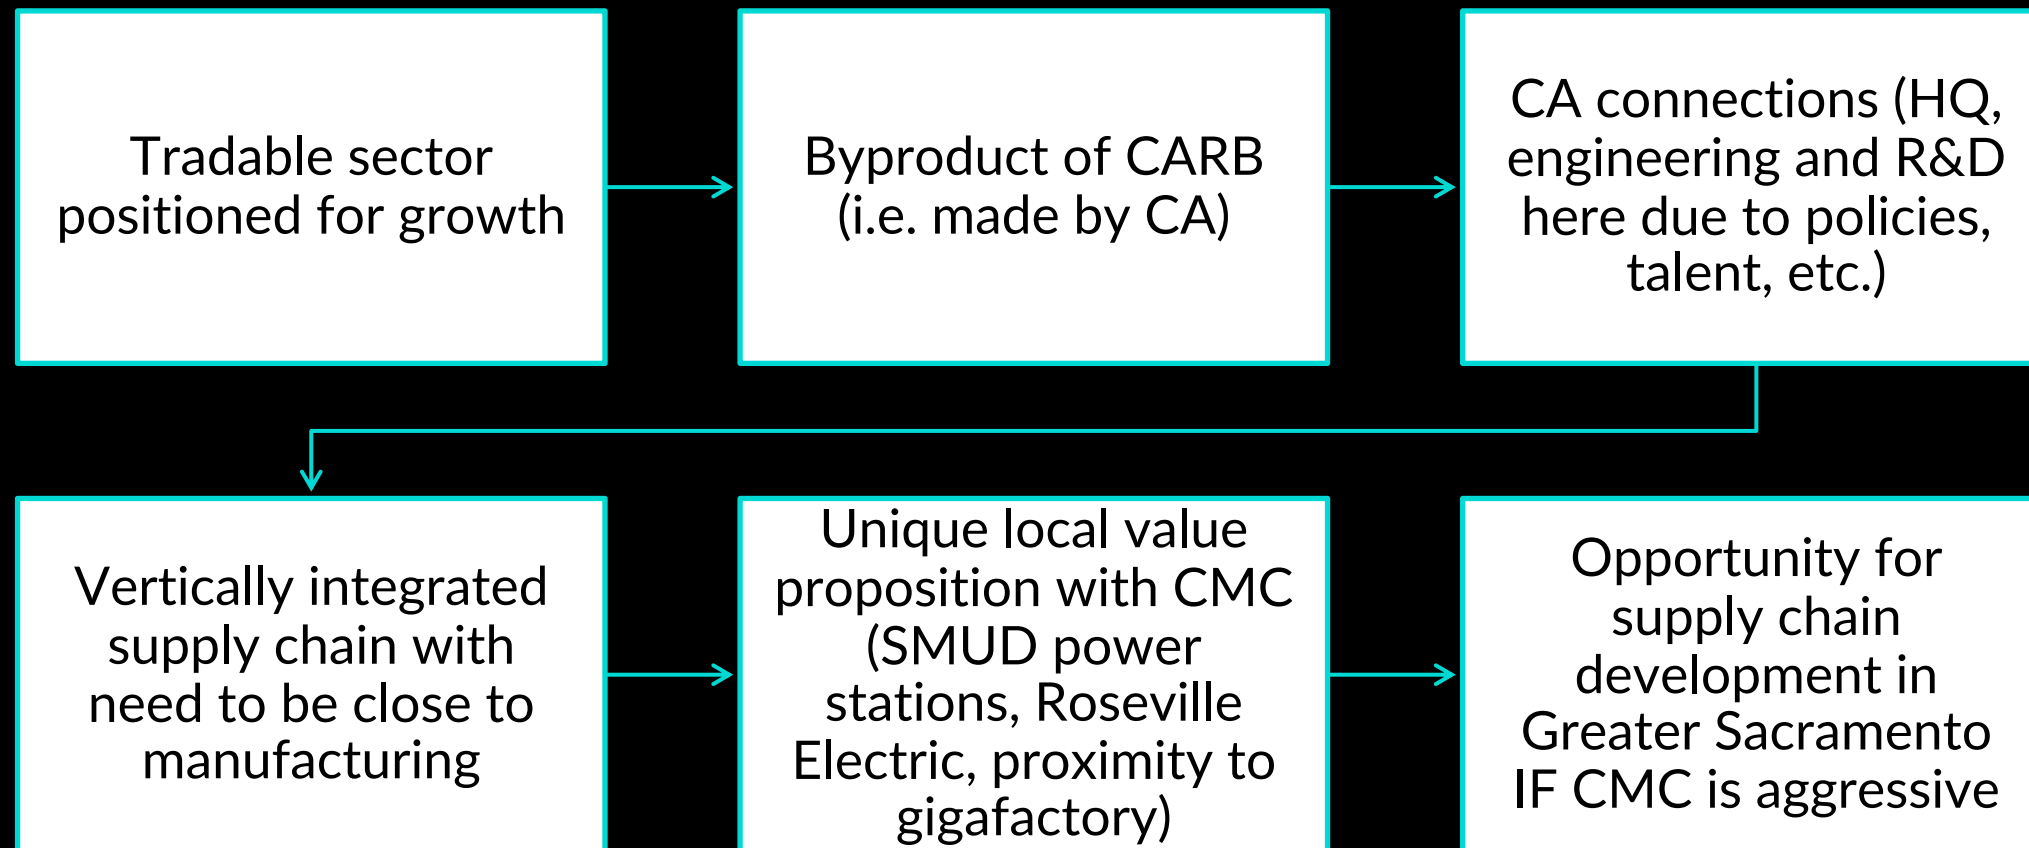 Tradable sector
positioned for growth
Byproduct of CARB
(i.e. made by CA)
CA connections (HQ,
engineering and R&D
here due to policies,
talent, etc.)
Vertically integrated
supply chain with
need to be close to
manufacturing
Unique local value
proposition with CMC
(SMUD power
stations, Roseville
Electric, proximity to
gigafactory)
Opportunity for
supply chain
development in
Greater Sacramento
IF CMC is aggressive